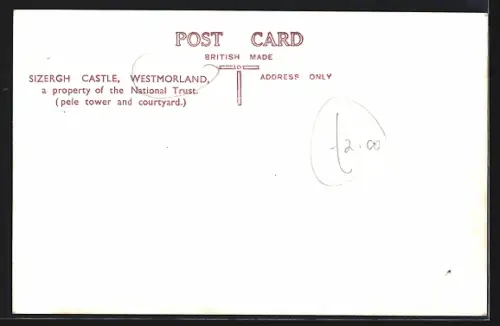 POST CARD
BRITISH MADE
SIZERGH CASTLE, WESTMORLAND,
a property of the National Trust.
(pele tower and courtyard.)
ADDRESS ONLY
£2.00